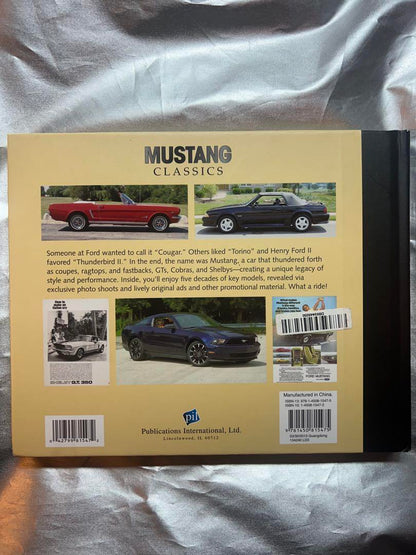 MUSTANG
CLASSICS
Someone at Ford wanted to call it "Cougar." Others liked "Torino" and Henry Ford II
favored "Thunderbird II." In the end, the name was Mustang, a car that thundered forth
as coupes, ragtops, and fastbacks, GTs, Cobras, and Shelbys—creating a unique legacy of
style and performance. Inside, you'll enjoy five decades of key models, revealed via
exclusive photo shoots and lively original ads and other promotional material. What a ride!
SHELBY G.T. 350
FORD MUSTANG
Manufactured in China.
pil
Publications International, Ltd.
Lincolnwood, IL 60712